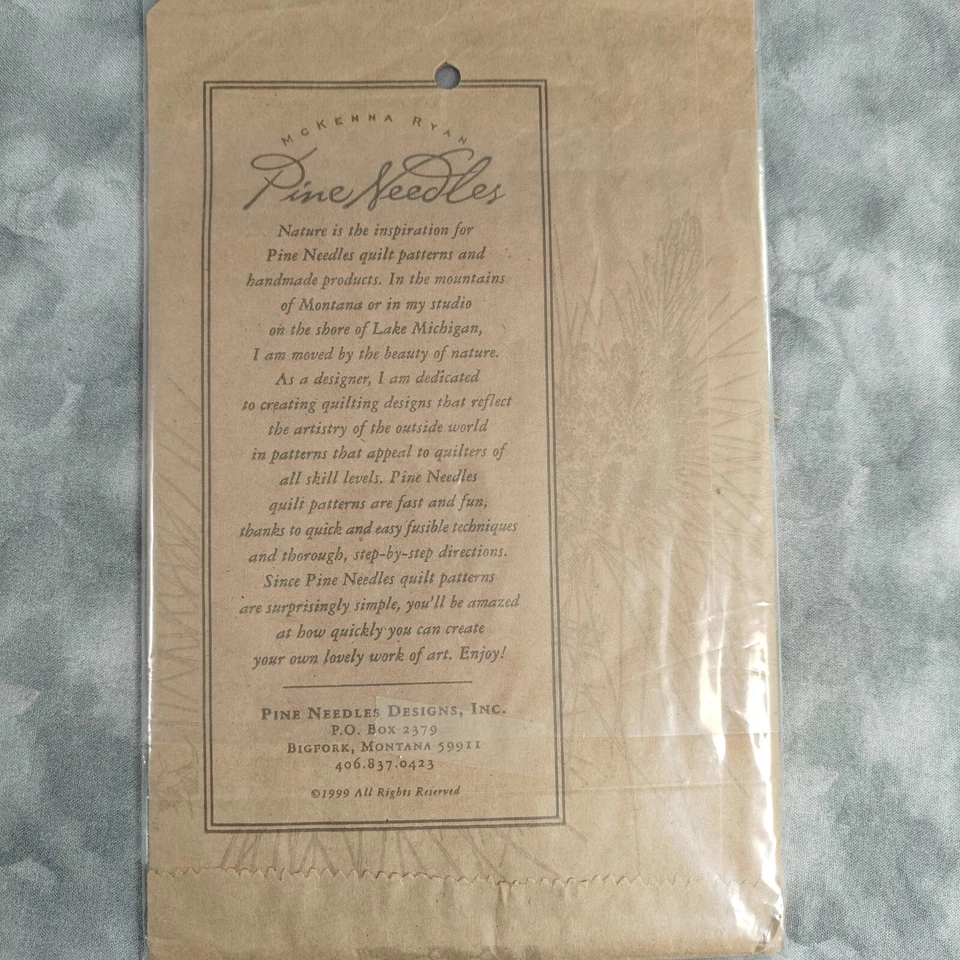 McKenna Ryan
Pine Needles
Nature is the inspiration for
Pine Needles quilt patterns and
handmade products. In the mountains
of Montana or in my studio
on the shore of Lake Michigan,
I am moved by the beauty of nature.
As a designer, I am dedicated
to creating quilting designs that reflect
the artistry of the outside world
in patterns that appeal to quilters of
all skill levels. Pine Needles
quilt patterns are fast and fun,
thanks to quick and easy fusible techniques
and thorough, step-by-step directions.
Since Pine Needles quilt patterns
are surprisingly simple, you'll be amazed
at how quickly you can create
your own lovely work of art. Enjoy!
Pine Needles Designs, Inc.
P.O. Box 2379
Bigfork, Montana 59911
406.837.0423
©1999 All Rights Reserved